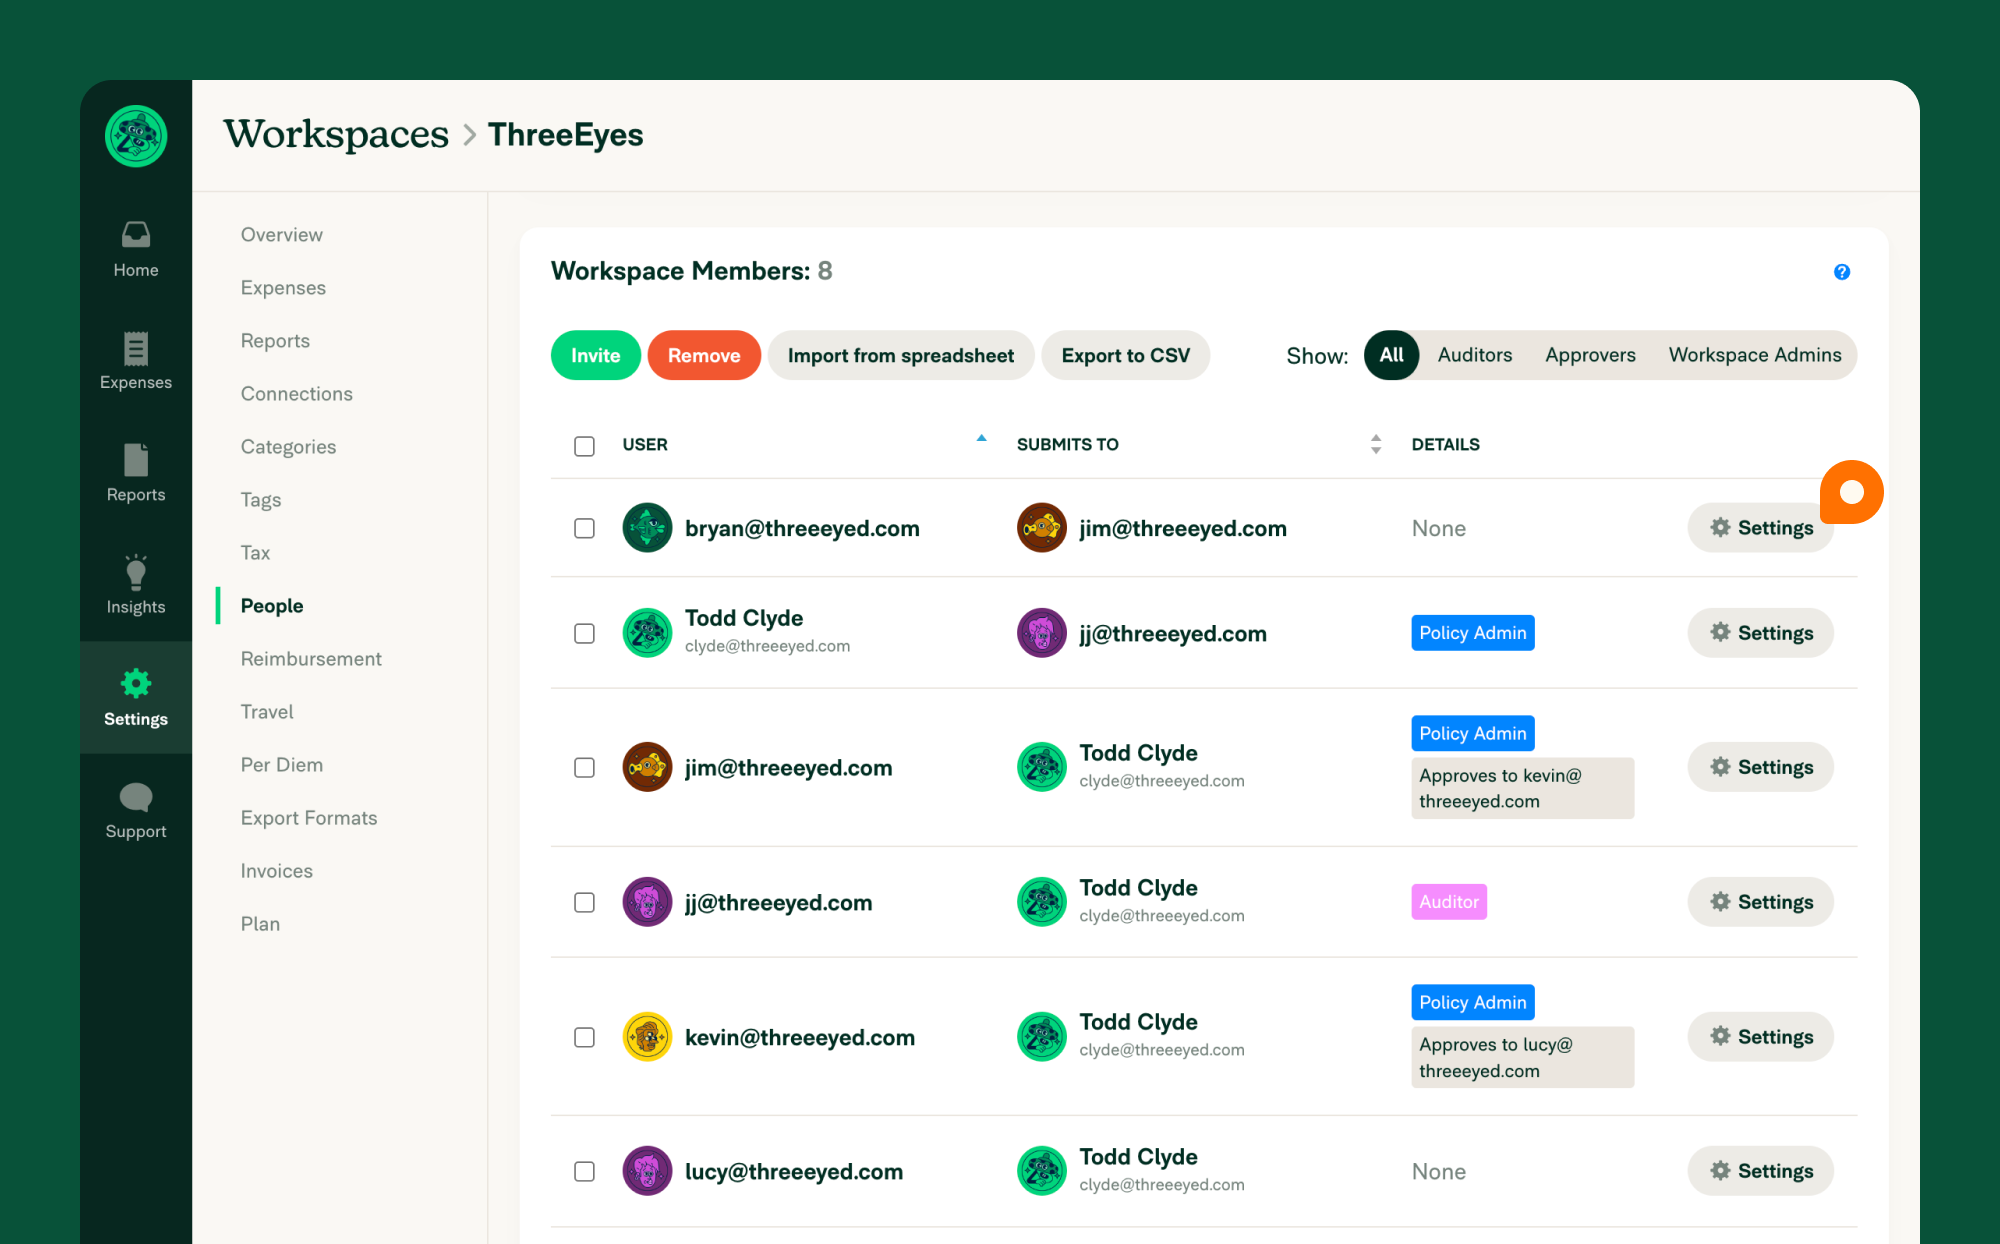 Workspaces > ThreeEyes
Home
Expenses
Reports
Insights
Settings
Support
Overview
Expenses
Reports
Connections
Categories
Tags
Tax
People
Reimbursement
Travel
Per Diem
Export Formats
Invoices
Plan
Workspace Members: 8
?
Invite
Remove
Import from spreadsheet
Export to CSV
Show:
All
Auditors
Approvers
Workspace Admins
USER
SUBMITS TO
DETAILS
bryan@threeeyed.com
jim@threeeyed.com
None
Settings
Todd Clyde
clyde@threeeyed.com
jj@threeeyed.com
Policy Admin
Settings
jim@threeeyed.com
Todd Clyde
clyde@threeeyed.com
Policy Admin
Approves to kevin@
threeeyed.com
Settings
jj@threeeyed.com
Todd Clyde
clyde@threeeyed.com
Auditor
Settings
kevin@threeeyed.com
Todd Clyde
clyde@threeeyed.com
Policy Admin
Approves to lucy@
threeeyed.com
Settings
lucy@threeeyed.com
Todd Clyde
clyde@threeeyed.com
None
Settings